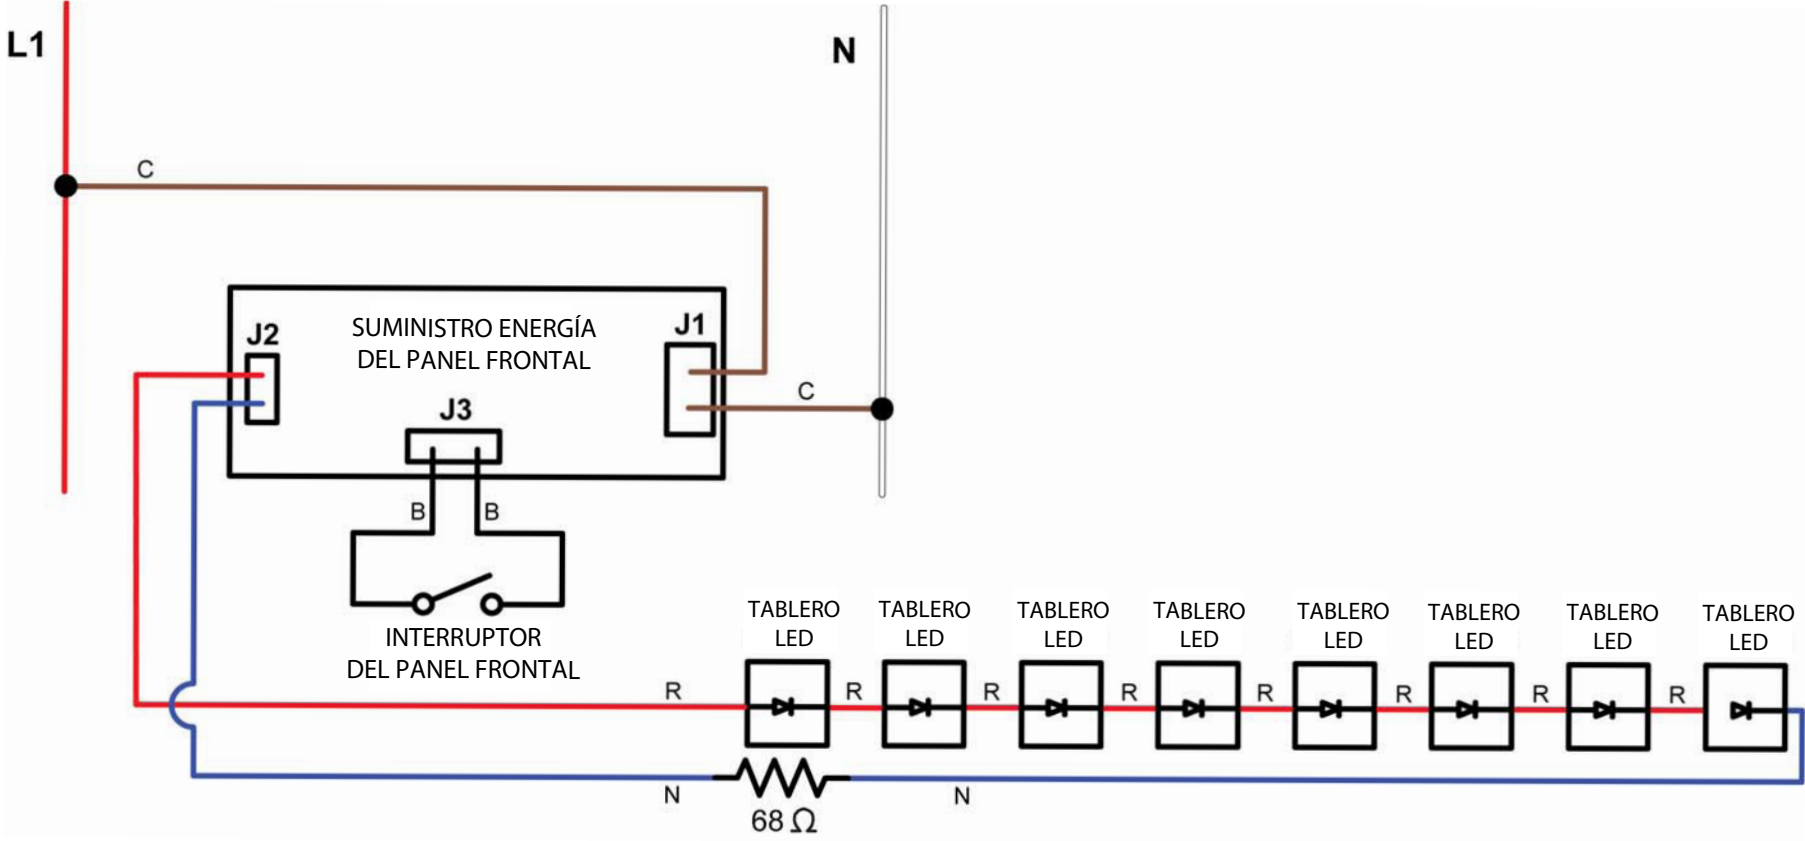 L1
N
C
SUMINISTRO ENERGÍA
DEL PANEL FRONTAL
J2
J1
J3
C
B
B
INTERRUPTOR
DEL PANEL FRONTAL
TABLERO
LED
TABLERO
LED
TABLERO
LED
TABLERO
LED
TABLERO
LED
TABLERO
LED
TABLERO
LED
TABLERO
LED
R
R
R
R
R
R
R
R
N
N
68 Ω